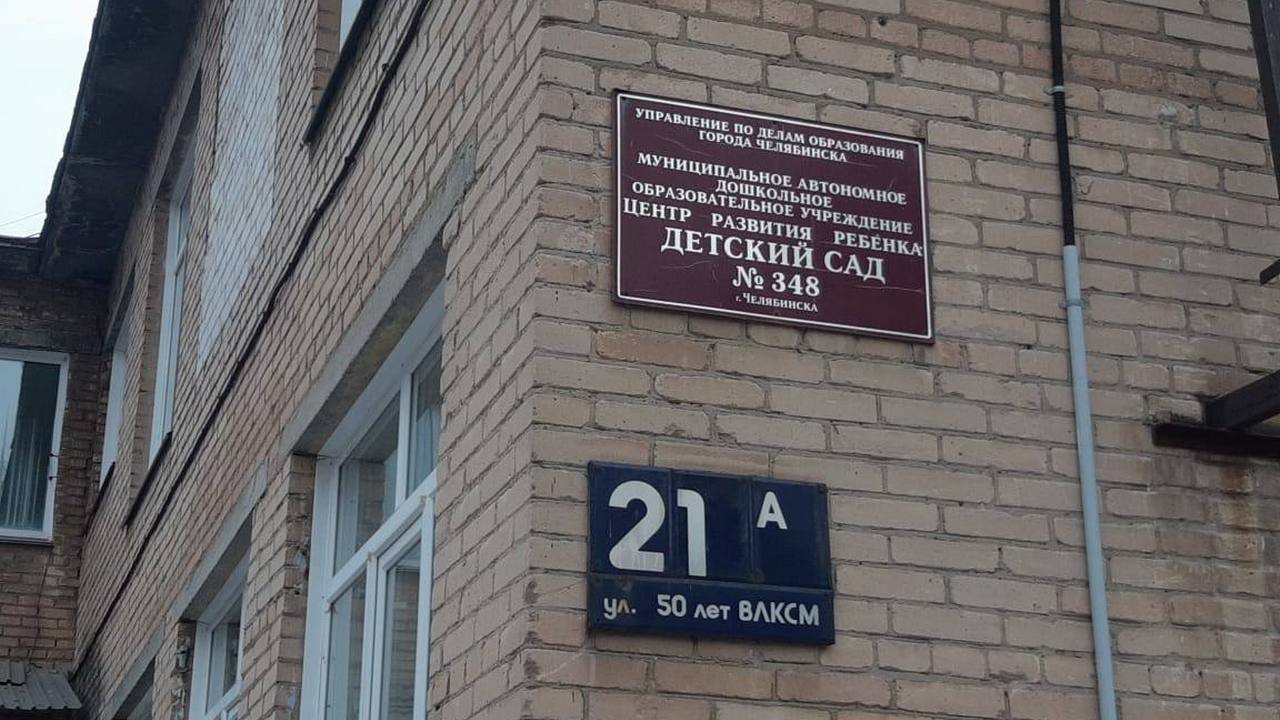 УПРАВЛЕНИЕ ПО ДЕЛАМ ОБРАЗОВАНИЯ
ГОРОДА ЧЕЛЯБИНСКА
МУНИЦИПАЛЬНОЕ АВТОНОМНОЕ
ДОШКОЛЬНОЕ
ОБРАЗОВАТЕЛЬНОЕ УЧРЕЖДЕНИЕ
ЦЕНТР РАЗВИТИЯ РЕБЁНКА
ДЕТСКИЙ САД
№ 348
г. ЧЕЛЯБИНСКА
21 А
ул. 50 лет ВЛКСМ